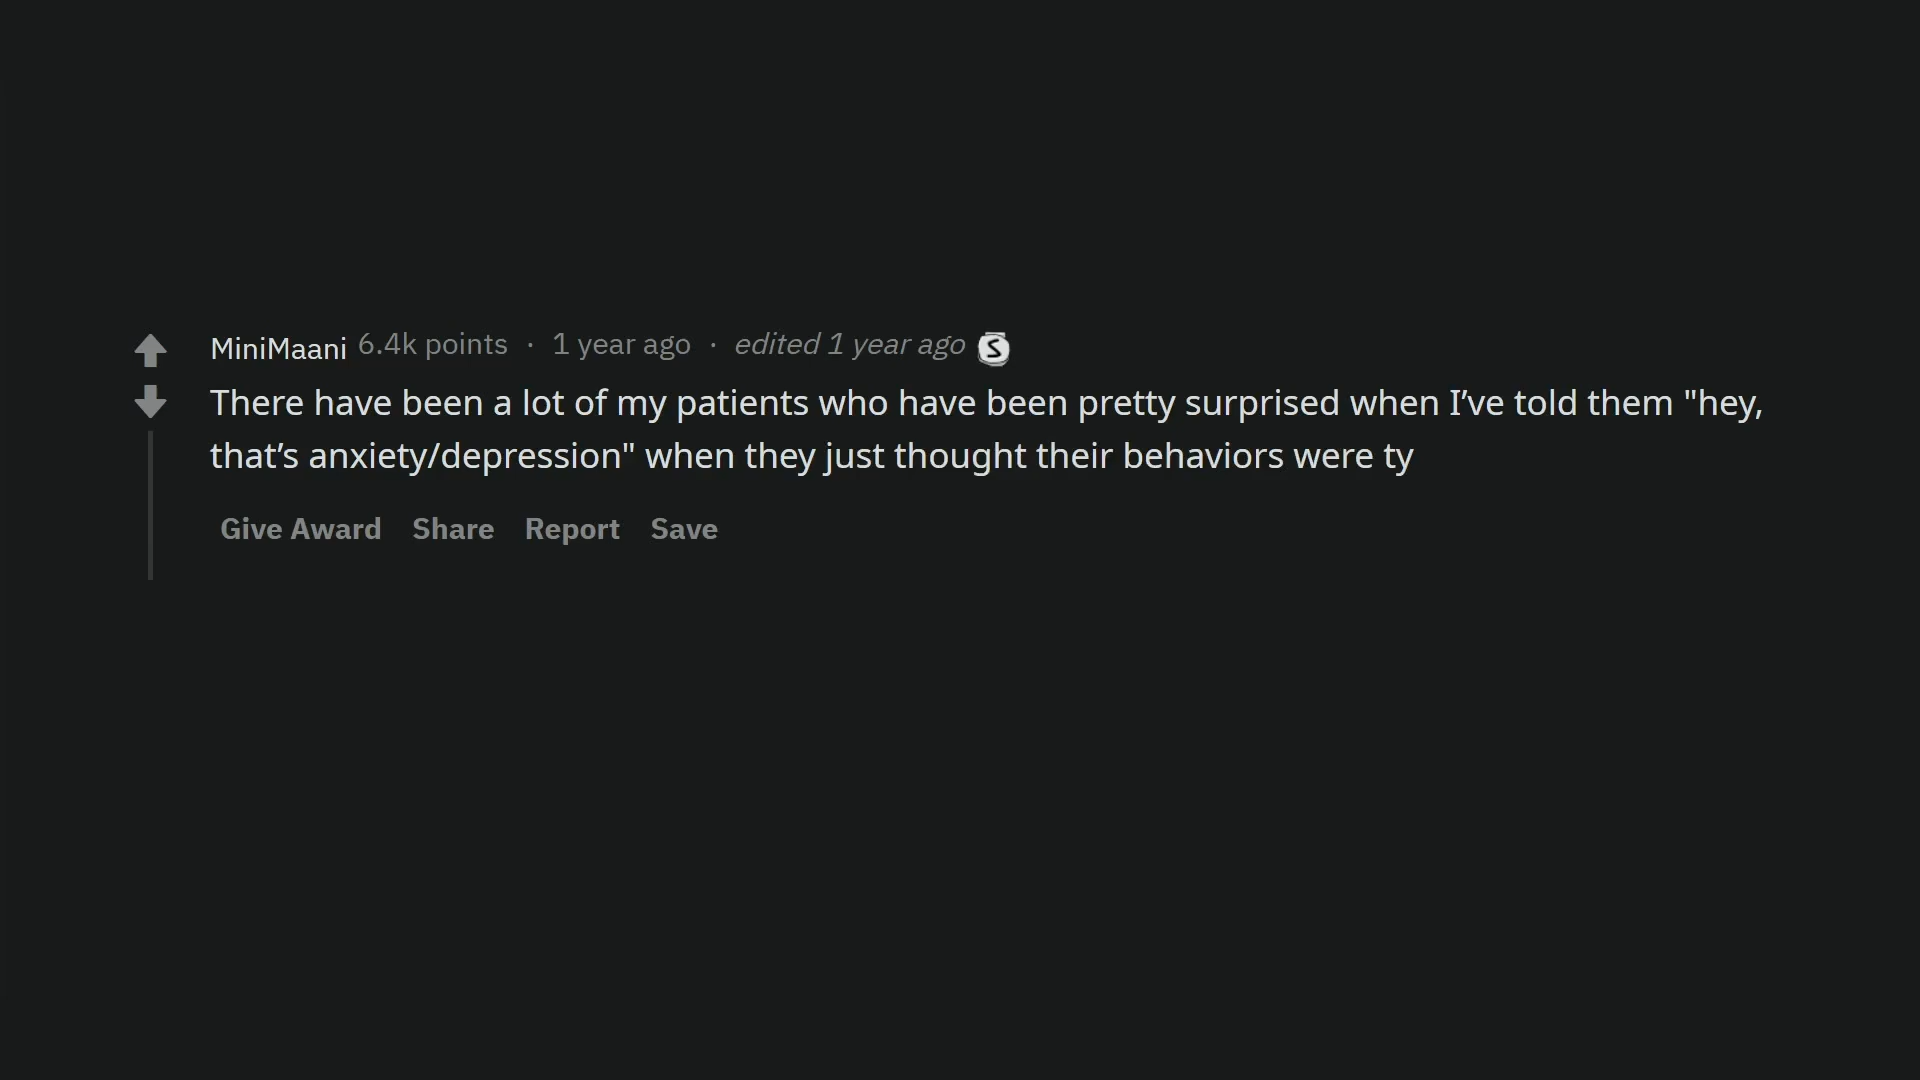 MiniMaani 6.4k points · 1 year ago · edited 1 year ago S
There have been a lot of my patients who have been pretty surprised when I’ve told them "hey,
that’s anxiety/depression" when they just thought their behaviors were ty
Give Award Share Report Save